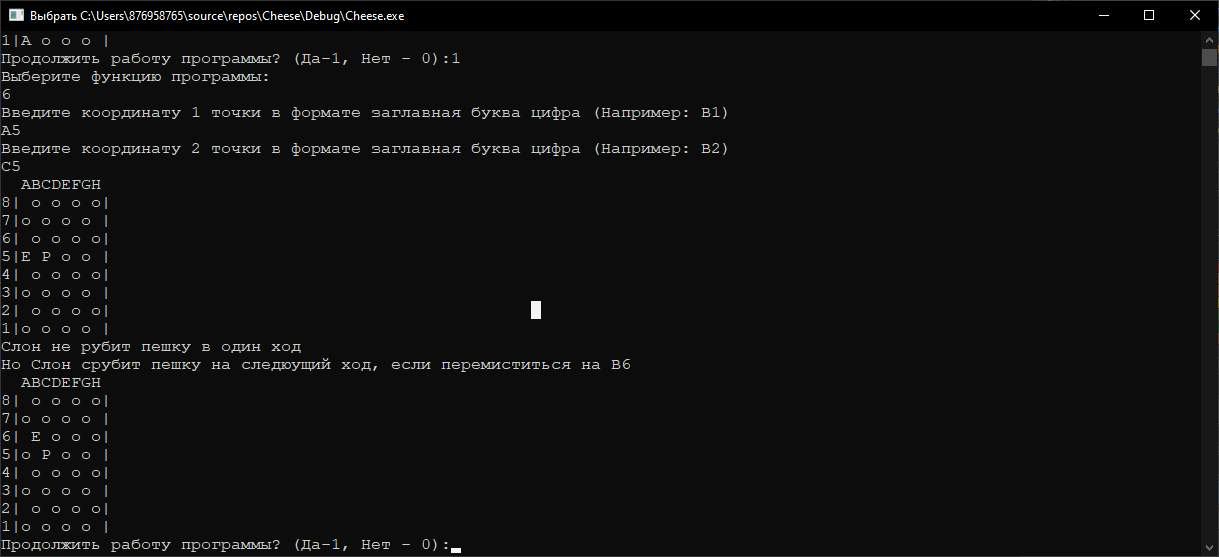 Выбрать C:\Users\876958765\source\repos\Cheese\Debug\Cheese.exe
1|A o o o |
Продолжить работу программы? (Да-1, Нет - 0):1
Выберите функцию программы:
6
Введите координату 1 точки в формате заглавная буква цифра (Например: B1)
A5
Введите координату 2 точки в формате заглавная буква цифра (Например: B2)
C5
  ABCDEFGH
8| o o o o|
7|o o o o |
6| o o o o|
5|E P o o |
4| o o o o|
3|o o o o |
2| o o o o|
1|o o o o |
Слон не рубит пешку в один ход
Но Слон срубит пешку на следюущий ход, если перемиститься на B6
  ABCDEFGH
8| o o o o|
7|o o o o |
6| E o o o|
5|o P o o |
4| o o o o|
3|o o o o |
2| o o o o|
1|o o o o |
Продолжить работу программы? (Да-1, Нет - 0):